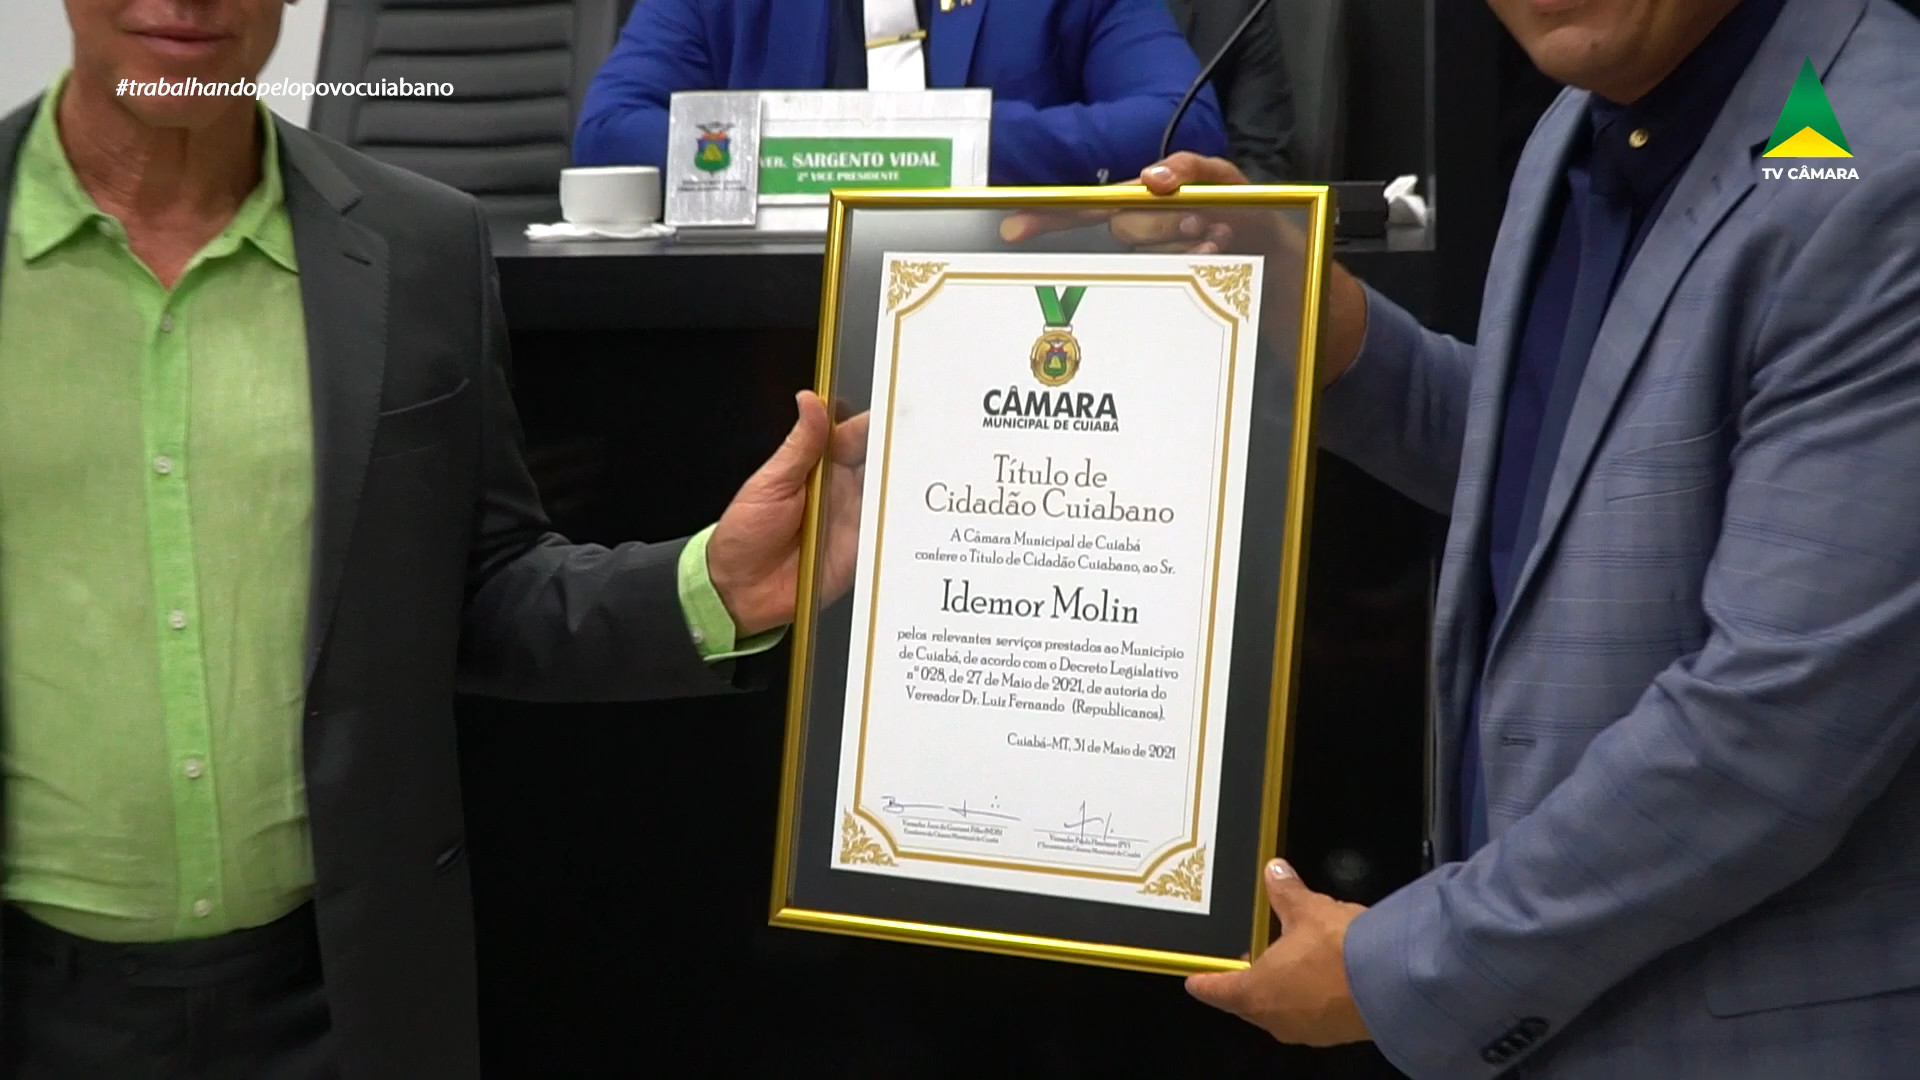 #trabalhandopelopovocuiabano
TV CÂMARA
VER. SARGENTO VIDAL
2º VICE PRESIDENTE
CÂMARA
MUNICIPAL DE CUIABÁ
Título de
Cidadão Cuiabano
A Câmara Municipal de Cuiabá
confere o Título de Cidadão Cuiabano, ao Sr.
Idemor Molin
pelos relevantes serviços prestados ao Município
de Cuiabá, de acordo com o Decreto Legislativo
nº 028, de 27 de Maio de 2021, de autoria do
Vereador Dr. Luiz Fernando (Republicanos).
Cuiabá-MT, 31 de Maio de 2021